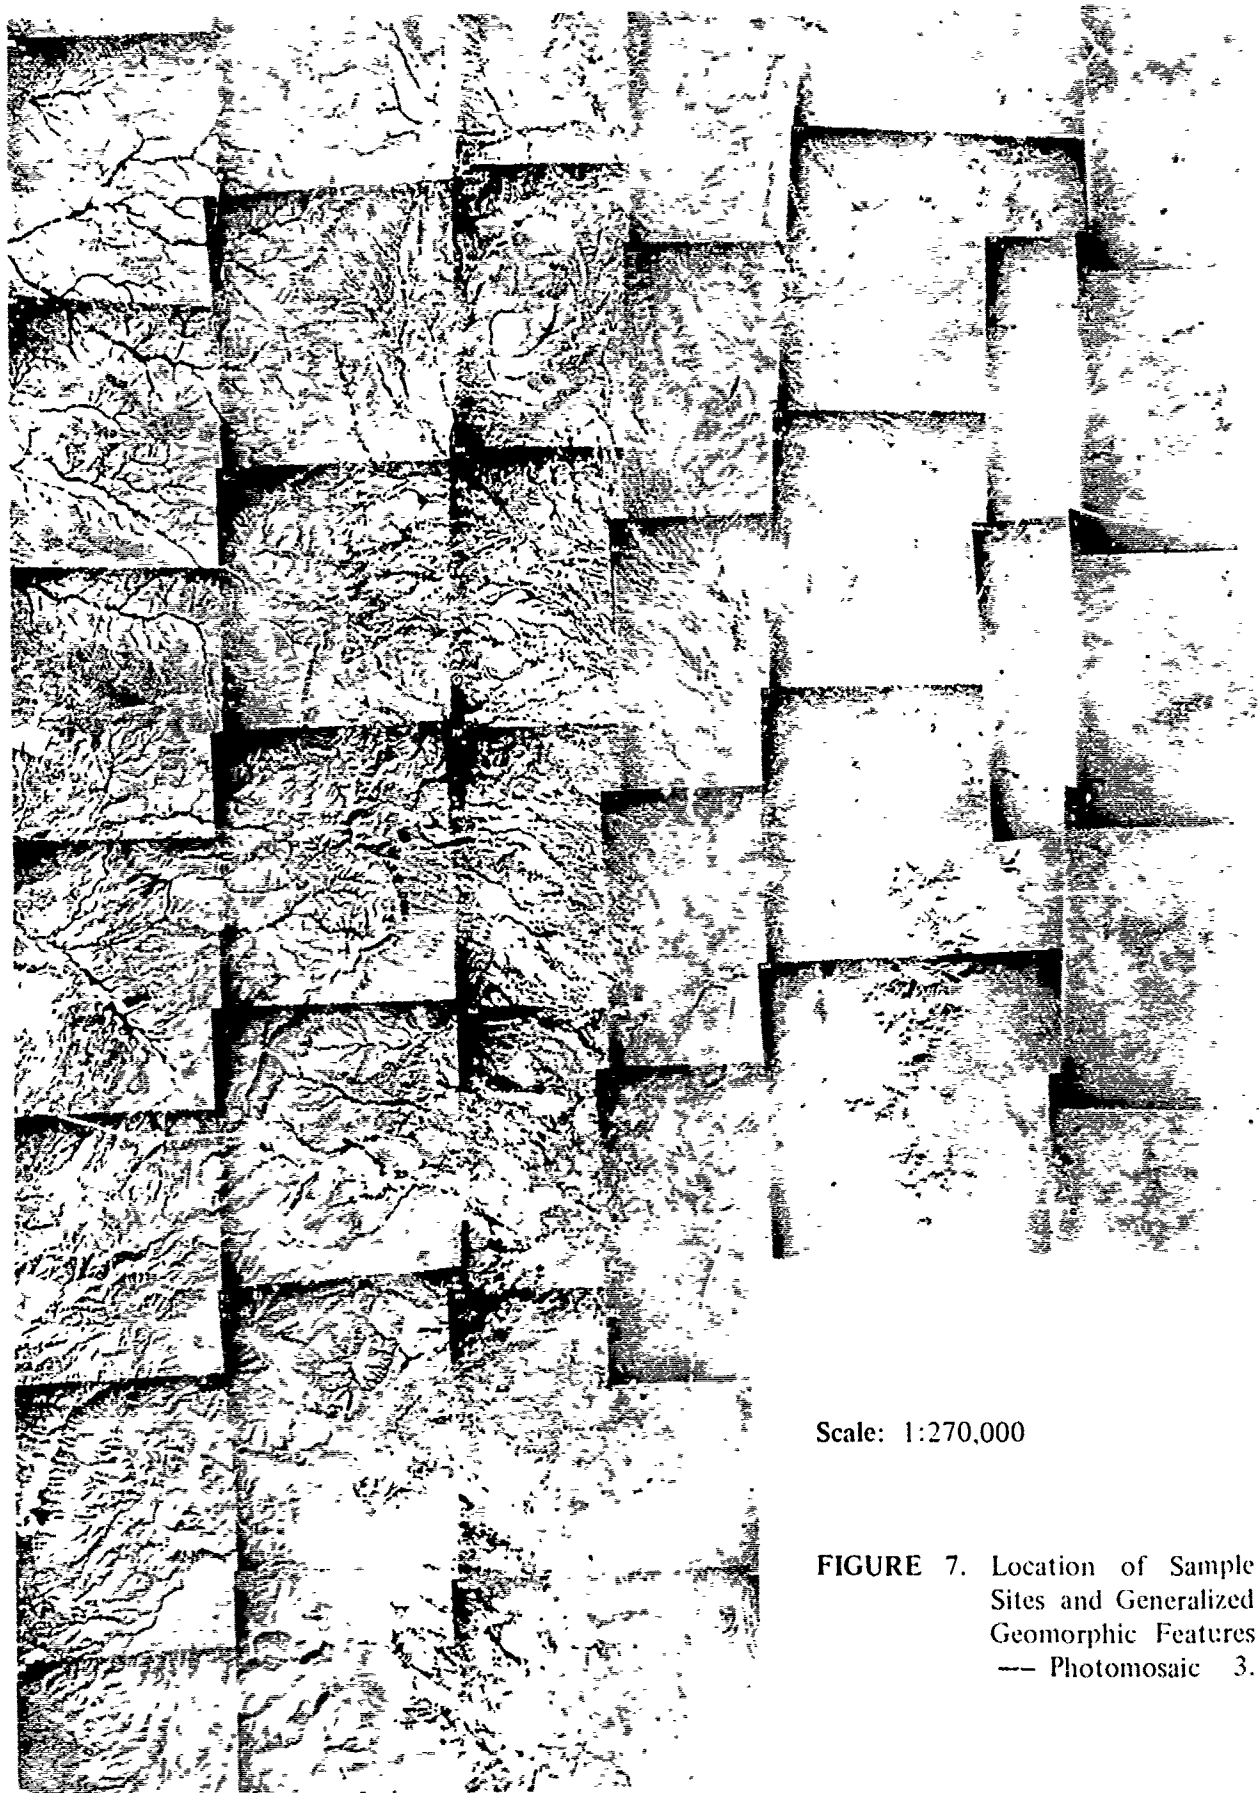 Scale: 1:270,000
FIGURE 7. Location of Sample
Sites and Generalized
Geomorphic Features
— Photomosaic 3.